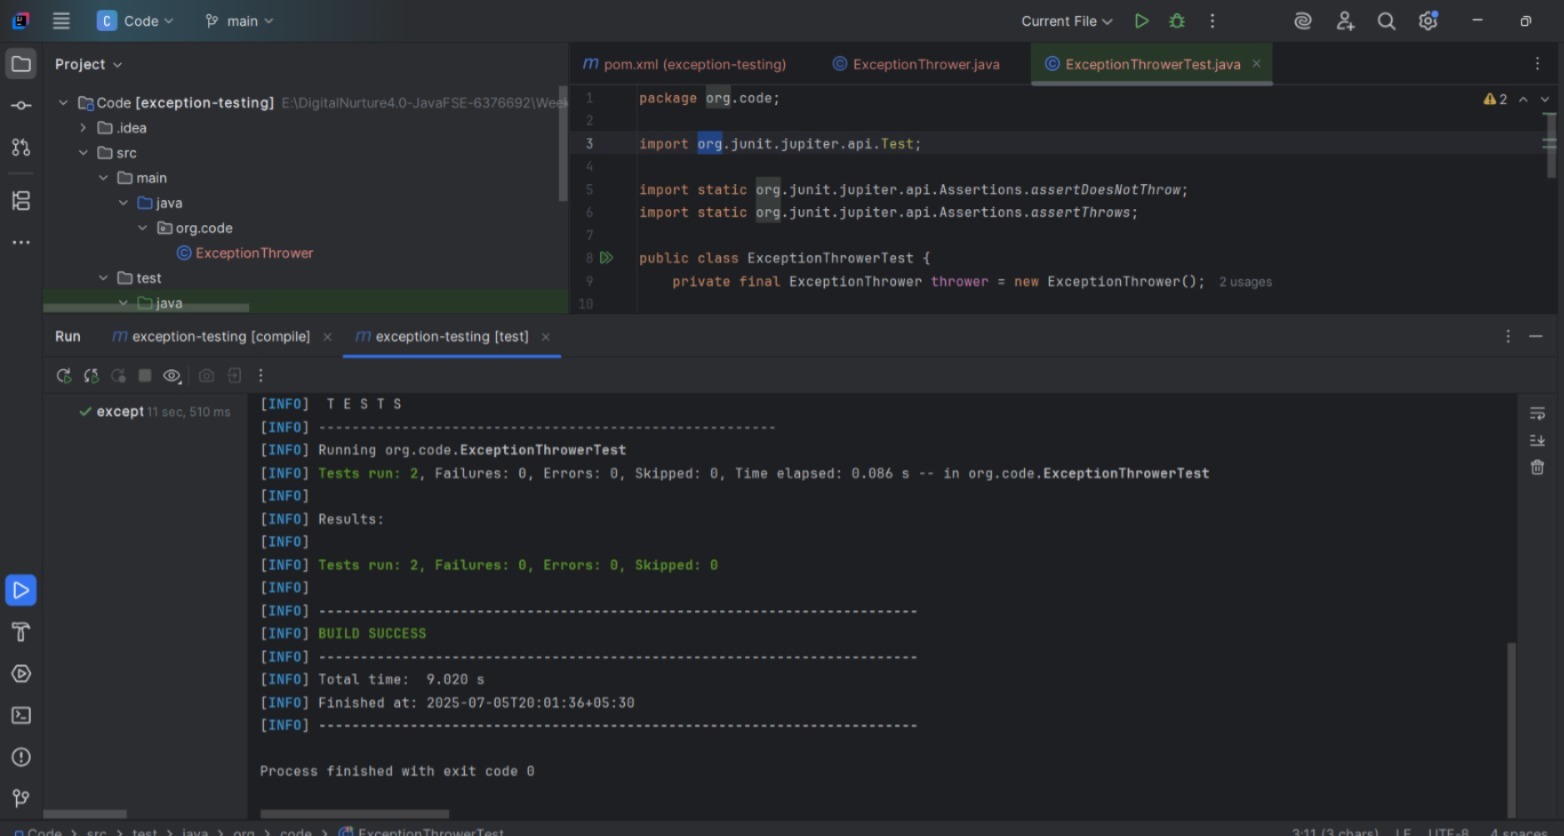 C Code main Current File
Project
pom.xml (exception-testing) ExceptionThrower.java ExceptionThrowerTest.java
Code [exception-testing] E:\DigitalNurture4.0-JavaFSE-6376692\Week
.idea
src
main
java
org.code
ExceptionThrower
test
java
1 package org.code;
2
3 import org.junit.jupiter.api.Test;
4
5 import static org.junit.jupiter.api.Assertions.assertDoesNotThrow;
6 import static org.junit.jupiter.api.Assertions.assertThrows;
7
8 public class ExceptionThrowerTest {
9 private final ExceptionThrower thrower = new ExceptionThrower(); 2 usages
10
2
Run exception-testing [compile] exception-testing [test]
except 11 sec, 510 ms
[INFO] T E S T S
[INFO] -------------------------------------------------------
[INFO] Running org.code.ExceptionThrowerTest
[INFO] Tests run: 2, Failures: 0, Errors: 0, Skipped: 0, Time elapsed: 0.086 s -- in org.code.ExceptionThrowerTest
[INFO]
[INFO] Results:
[INFO]
[INFO] Tests run: 2, Failures: 0, Errors: 0, Skipped: 0
[INFO]
[INFO] ------------------------------------------------------------------------
[INFO] BUILD SUCCESS
[INFO] ------------------------------------------------------------------------
[INFO] Total time: 9.020 s
[INFO] Finished at: 2025-07-05T20:01:36+05:30
[INFO] ------------------------------------------------------------------------
Process finished with exit code 0
Code > src > test > java > org > code > ExceptionThrowerTest 3:11 (3 chars) LF UTF-8 4 spaces